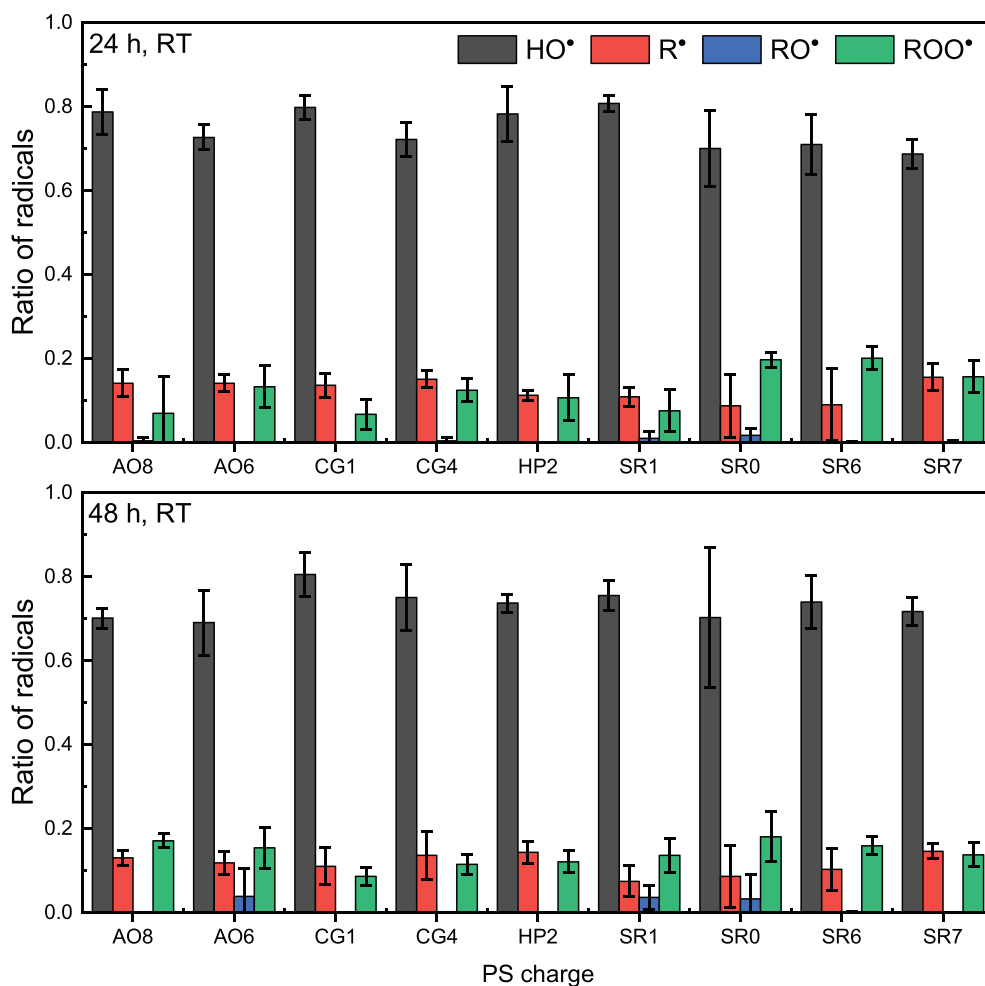 24 h, RT
HO• R• RO• ROO•
Ratio of radicals
1.0
0.8
0.6
0.4
0.2
0.0
AO8 AO6 CG1 CG4 HP2 SR1 SR0 SR6 SR7
48 h, RT
Ratio of radicals
1.0
0.8
0.6
0.4
0.2
0.0
AO8 AO6 CG1 CG4 HP2 SR1 SR0 SR6 SR7
PS charge